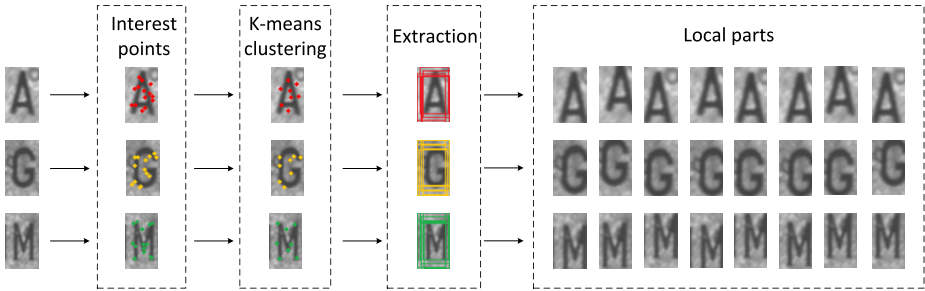 Interest
points
K-means
clustering
Extraction
Local parts
A A A A A A A A A A A A
G G G G G G G G G G G G
M M M M M M M M M M M M